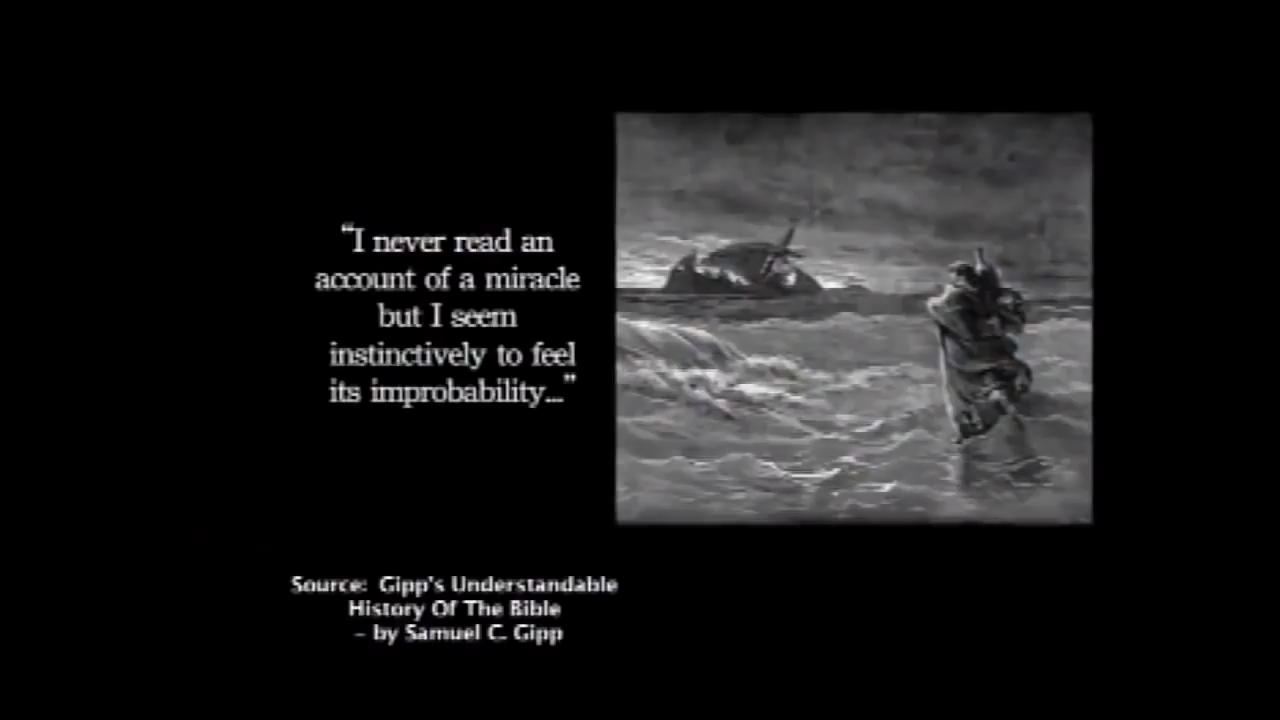 “I never read an
account of a miracle
but I seem
instinctively to feel
its improbability...”
Source: Gipp's Understandable
History Of The Bible
– by Samuel C. Gipp